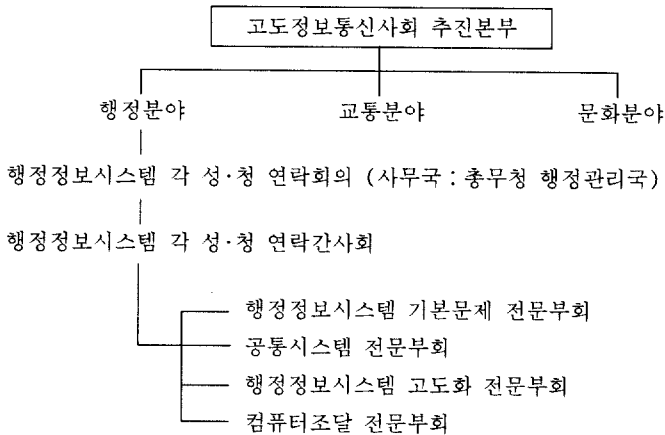 고도정보통신사회 추진본부
행정분야 교통분야 문화분야
행정정보시스템 각 성·청 연락회의 (사무국 : 총무청 행정관리국)
행정정보시스템 각 성·청 연락간사회
행정정보시스템 기본문제 전문부회
공통시스템 전문부회
행정정보시스템 고도화 전문부회
컴퓨터조달 전문부회